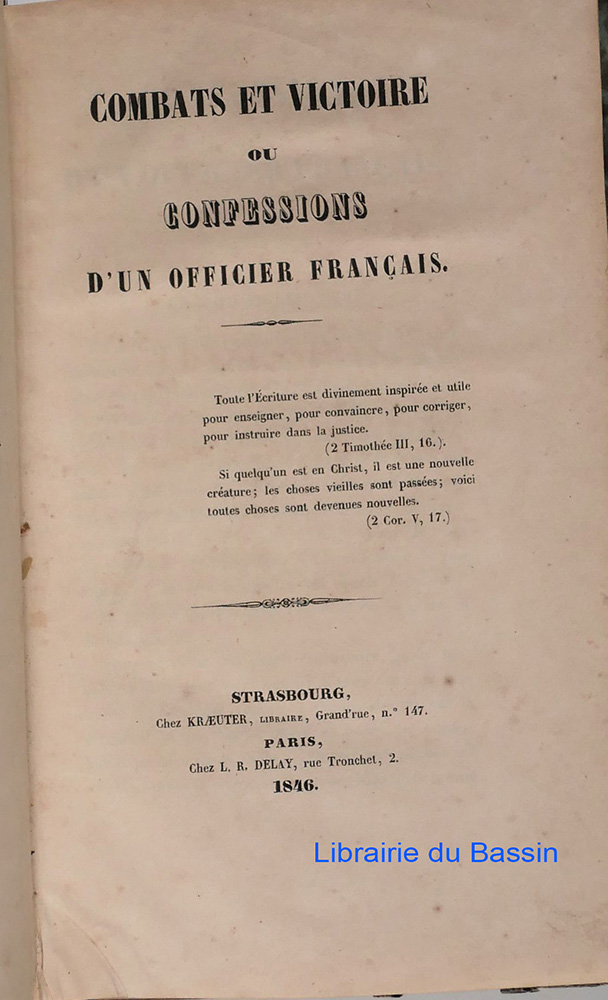 COMBATS ET VICTOIRE
OU
CONFESSIONS
D'UN OFFICIER FRANÇAIS.
Toute l'Écriture est divinement inspirée et utile
pour enseigner, pour convaincre, pour corriger,
pour instruire dans la justice.
(2 Timothée III, 16.).
Si quelqu'un est en Christ, il est une nouvelle
créature; les choses vieilles sont passées; voici
toutes choses sont devenues nouvelles.
(2 Cor. V, 17.)
STRASBOURG,
Chez KRÆUTER, LIBRAIRE, Grand'rue, n.° 147.
PARIS,
Chez L. R. DELAY, rue Tronchet, 2.
1846.
Librairie du Bassin